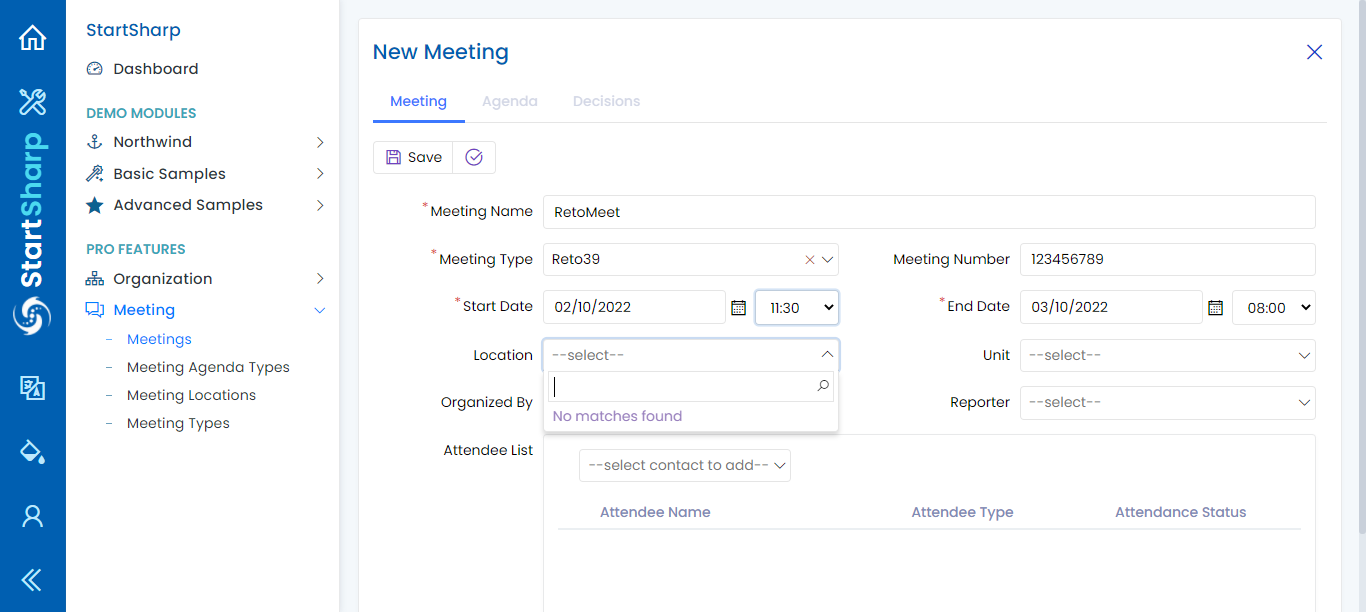 StartSharp
StartSharp
Dashboard
DEMO MODULES
Northwind
Basic Samples
Advanced Samples
PRO FEATURES
Organization
Meeting
Meetings
Meeting Agenda Types
Meeting Locations
Meeting Types
New Meeting
Meeting Agenda Decisions
Save
*Meeting Name RetoMeet
*Meeting Type Reto39 Meeting Number 123456789
*Start Date 02/10/2022 11:30 *End Date 03/10/2022 08:00
Location --select-- Unit --select--
No matches found
Organized By Reporter --select--
Attendee List
--select contact to add--
Attendee Name Attendee Type Attendance Status